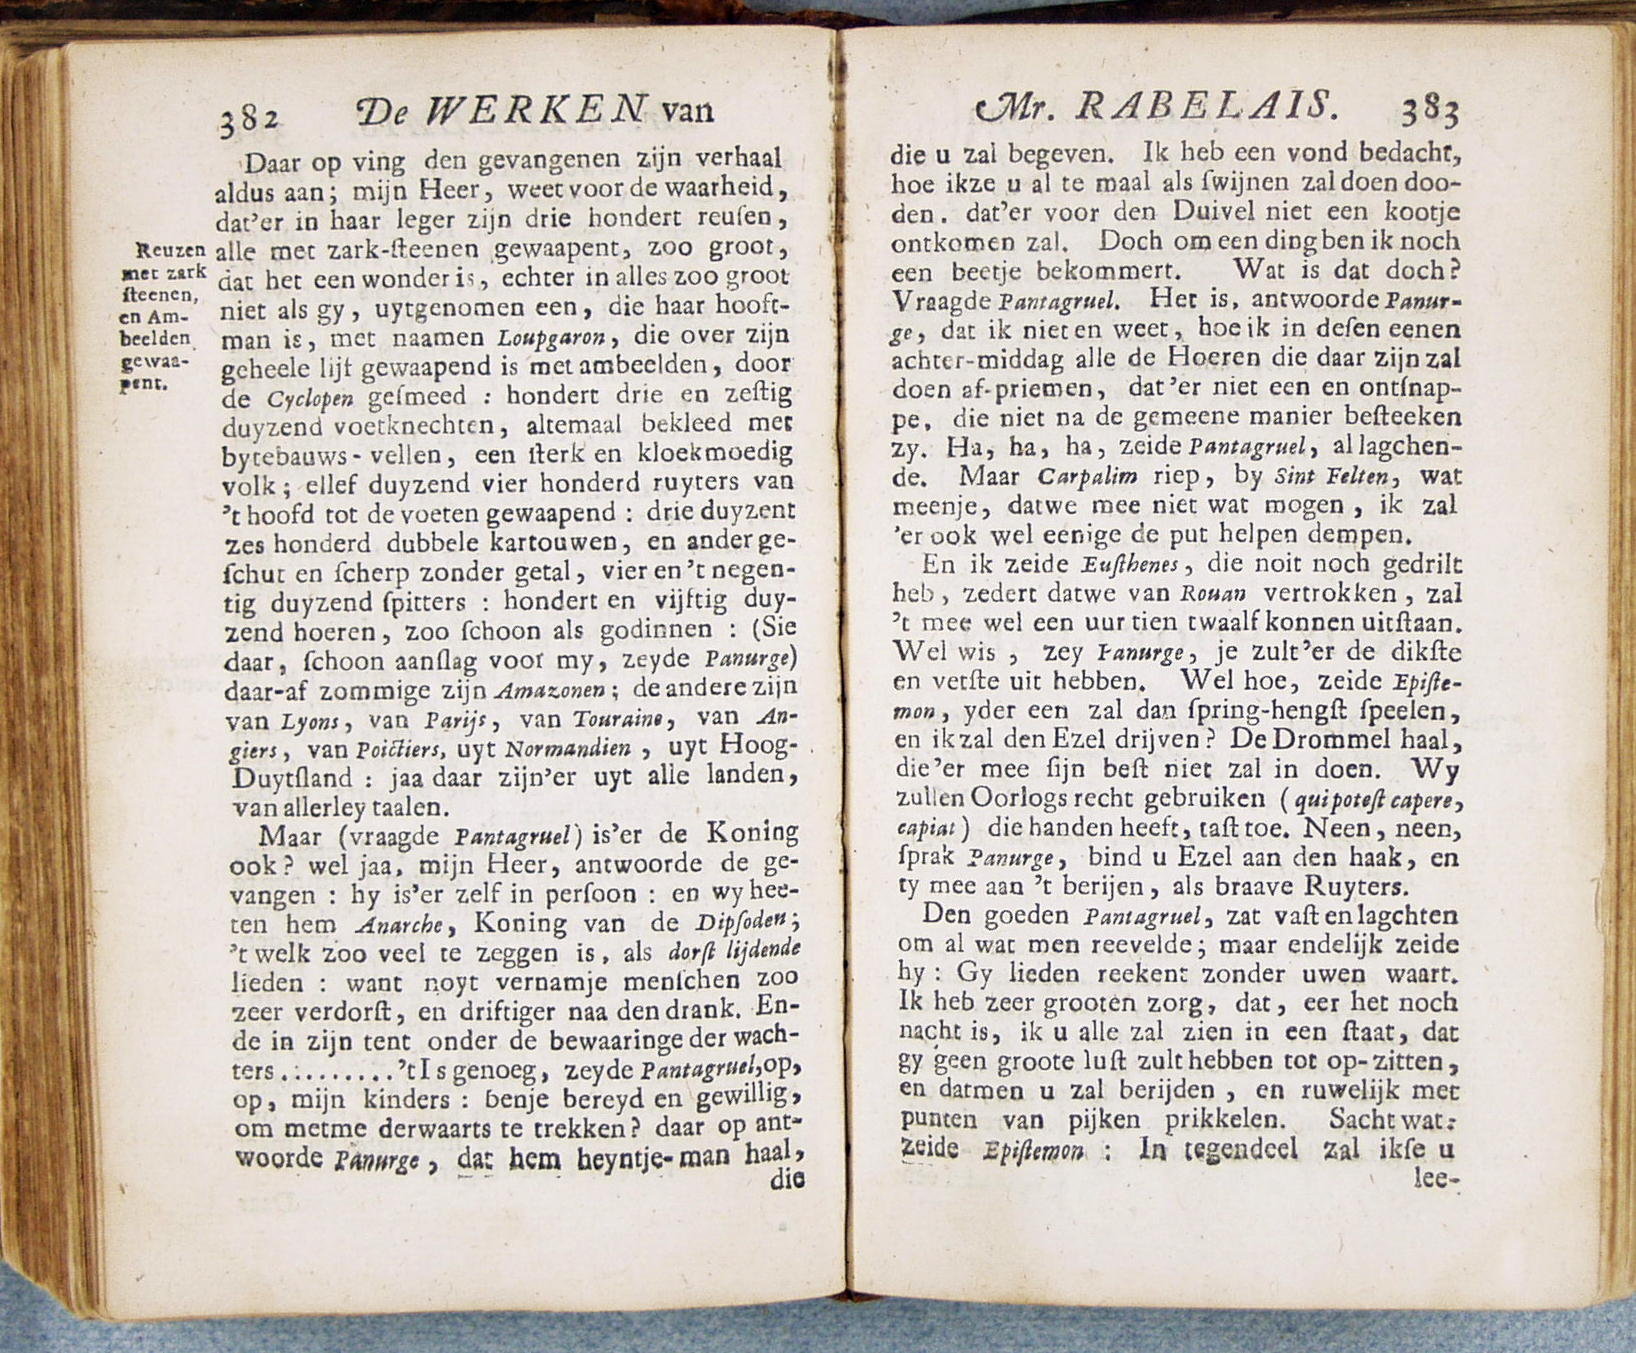 382 De WERKEN van
Daar op ving den gevangenen zijn verhaal
aldus aan; mijn Heer, weet voor de waarheid,
dat'er in haar leger zijn drie hondert reuſen,
alle met zark-ſteenen gewaapent, zoo groot,
dat het een wonder is, echter in alles zoo groot
niet als gy, uytgenomen een, die haar hooft-
man is, met naamen Loupgaron, die over zijn
geheele lijf gewaapend is met ambeelden, door
de Cyclopen geſmeed : hondert drie en zeſtig
duyzend voetknechten, altemaal bekleed met
bytebauws-vellen, een ſterk en kloekmoedig
volk; ellef duyzend vier honderd ruyters van
't hoofd tot de voeten gewaapend : drie duyzent
zes honderd dubbele kartouwen, en ander ge-
ſchut en ſcherp zonder getal, vier en 't negen-
tig duyzend ſpitters : hondert en vijftig duy-
zend hoeren, zoo ſchoon als godinnen : (Sie
daar, ſchoon aanſlag voor my, zeyde Panurge)
daar-af zommige zijn Amazonen; de andere zijn
van Lyons, van Parijs, van Touraine, van An-
giers, van Poictiers, uyt Normandien, uyt Hoog-
Duytſland : jaa daar zijn'er uyt alle landen,
van allerley taalen.
Maar (vraagde Pantagruel) is'er de Koning
ook? wel jaa, mijn Heer, antwoorde de ge-
vangen : hy is'er zelf in perſoon : en wy hee-
ten hem Anarche, Koning van de Dipſoden;
't welk zoo veel te zeggen is, als dorſt lijdende
lieden : want noyt vernamje menſchen zoo
zeer verdorſt, en driftiger naa den drank. En-
de in zijn tent onder de bewaaringe der wach-
ters ......... 't Is genoeg, zeyde Pantagruel, op,
op, mijn kinders : benje bereyd en gewillig,
om metme derwaarts te trekken? daar op ant-
woorde Panurge, dat hem heyntje-man haal,
die
Reuzen
met zark
ſteenen,
en Am-
beelden
gewaa-
pent.
Mr. RABELAIS. 383
die u zal begeven. Ik heb een vond bedacht,
hoe ikze u al te maal als ſwijnen zal doen doo-
den. dat'er voor den Duivel niet een kootje
ontkomen zal. Doch om een ding ben ik noch
een beetje bekommert. Wat is dat doch?
Vraagde Pantagruel. Het is, antwoorde Panur-
ge, dat ik niet en weet, hoe ik in deſen eenen
achter-middag alle de Hoeren die daar zijn zal
doen af-priemen, dat'er niet een en ontſnap-
pe, die niet na de gemeene manier beſteeken
zy. Ha, ha, ha, zeide Pantagruel, al lagchen-
de. Maar Carpalim riep, by Sint Felten, wat
meenje, datwe mee niet wat mogen, ik zal
'er ook wel eenige de put helpen dempen.
En ik zeide Euſthenes, die noit noch gedrilt
heb, zedert datwe van Rouan vertrokken, zal
't mee wel een uur tien twaalf konnen uitſtaan.
Wel wis, zey Panurge, je zult'er de dikſte
en vetſte uit hebben. Wel hoe, zeide Epiſte-
mon, yder een zal dan ſpring-hengſt ſpeelen,
en ik zal den Ezel drijven? De Drommel haal,
die'er mee ſijn beſt niet zal in doen. Wy
zullen Oorlogs recht gebruiken (qui poteſt capere,
capiat) die handen heeft, taſt toe. Neen, neen,
ſprak Panurge, bind u Ezel aan den haak, en
ty mee aan 't berijen, als braave Ruyters.
Den goeden Pantagruel, zat vaſt en lagchten
om al wat men reevelde; maar endelijk zeide
hy : Gy lieden reekent zonder uwen waart.
Ik heb zeer grooten zorg, dat, eer het noch
nacht is, ik u alle zal zien in een ſtaat, dat
gy geen groote luſt zult hebben tot op-zitten,
en datmen u zal berijden, en ruwelijk met
punten van pijken prikkelen. Sacht wat:
zeide Epiſtemon : In tegendeel zal ikſe u
lee-